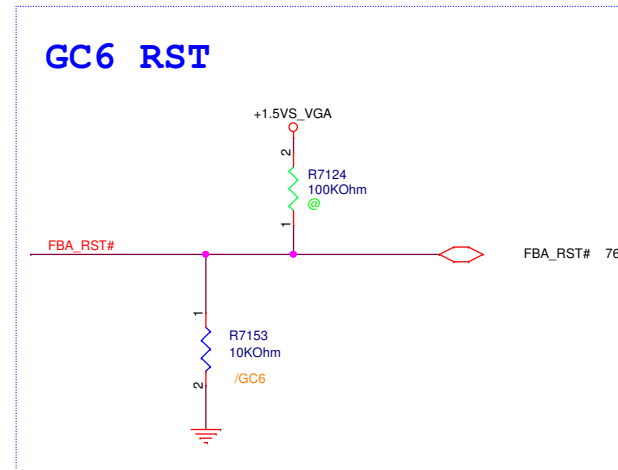 GC6 RST
+1.5VS_VGA
2
R7124
100KOhm
@
1
FBA_RST#
FBA_RST# 76
1
R7153
10KOhm
/GC6
2